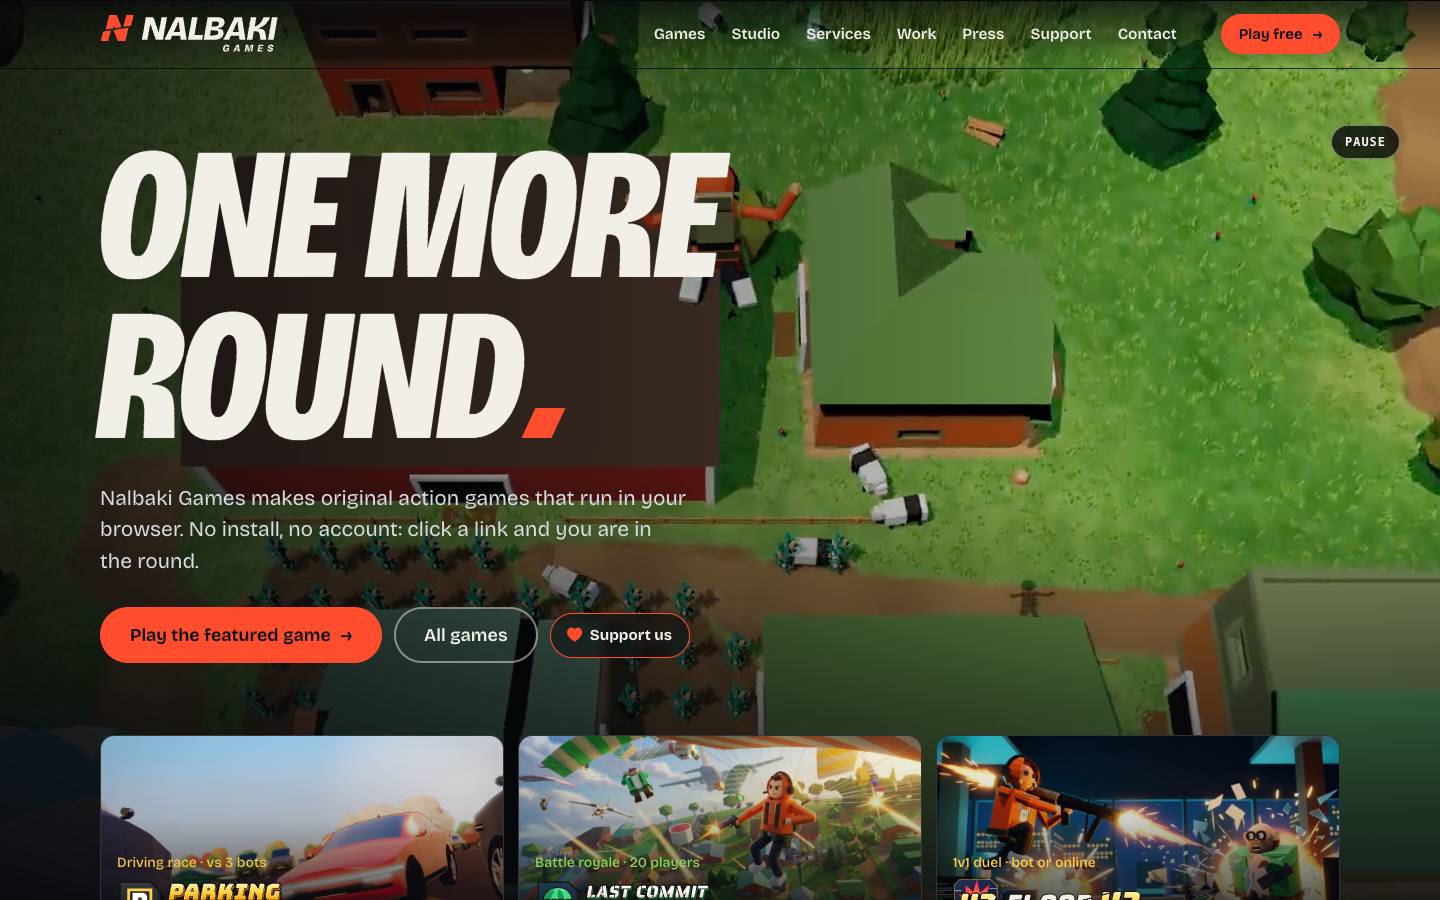 NALBAKI
GAMES
Games Studio Services Work Press Support Contact Play free →
PAUSE
ONE MORE
ROUND.
Nalbaki Games makes original action games that run in your
browser. No install, no account: click a link and you are in
the round.
Play the featured game →
All games
Support us
Driving race · vs 3 bots
PARKING
Battle royale · 20 players
LAST COMMIT
1v1 duel · bot or online